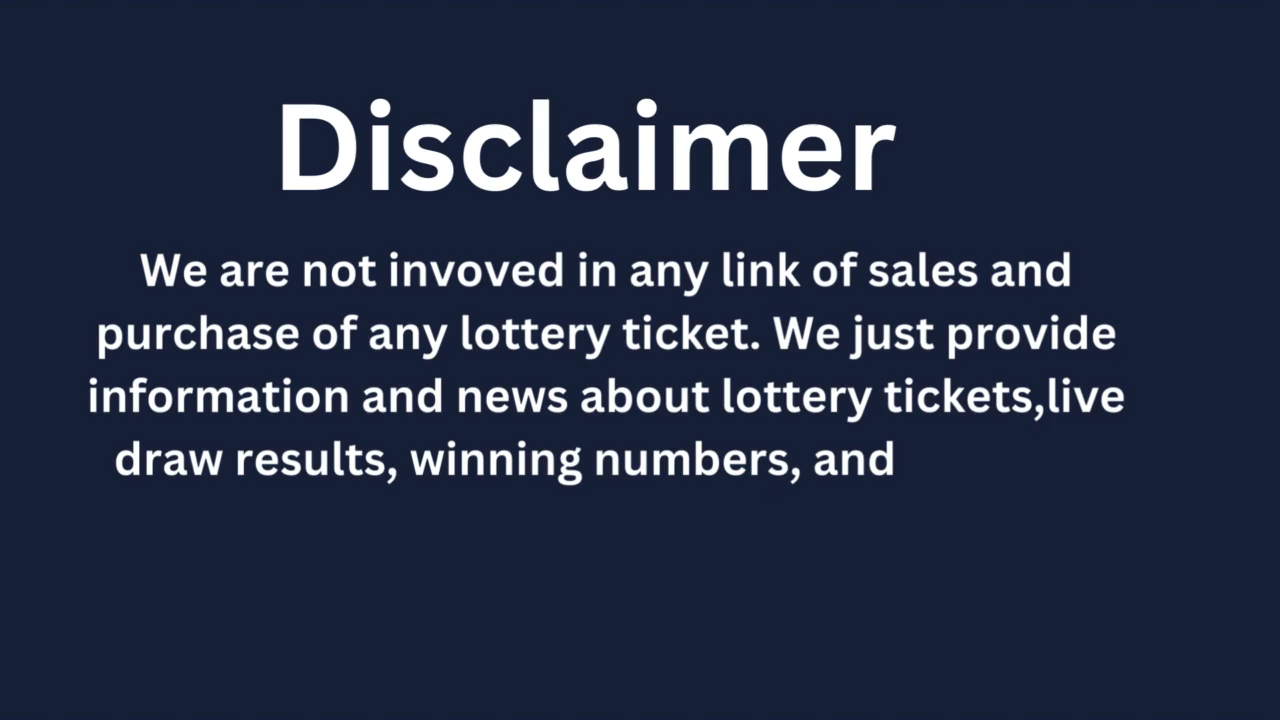 Disclaimer
We are not invoved in any link of sales and
purchase of any lottery ticket. We just provide
information and news about lottery tickets,live
draw results, winning numbers, and